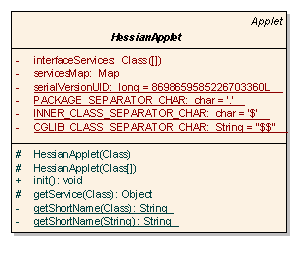 Applet
HessianApplet
- interfaceServices: Class([])
- servicesMap: Map
- serialVersionUID: long = 8698659585226703360L
- PACKAGE_SEPARATOR_CHAR: char = '.'
- INNER_CLASS_SEPARATOR_CHAR: char = '$'
- CGLIB_CLASS_SEPARATOR_CHAR: String = "$$"
# HessianApplet(Class)
# HessianApplet(Class[])
+ init() : void
# getService(Class) : Object
- getShortName(Class) : String
- getShortName(String) : String